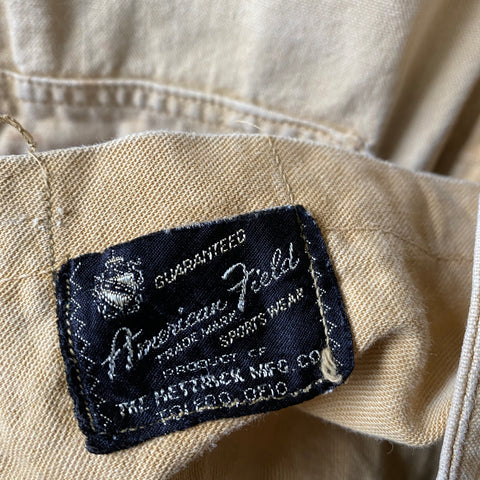 GUARANTEED
American Field
TRADE MARK
SPORTS WEAR
PRODUCT OF
THE HETTRICK MFG. CO.
TOLEDO, OHIO